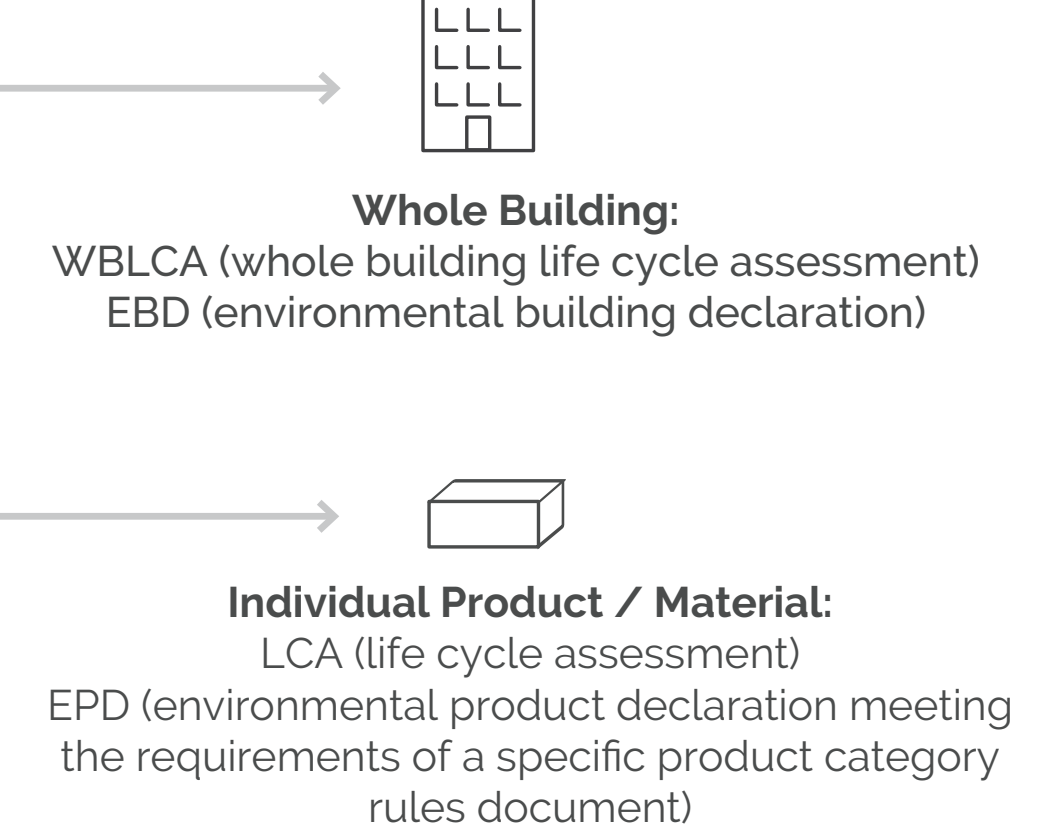 Whole Building:
WBLCA (whole building life cycle assessment)
EBD (environmental building declaration)
Individual Product / Material:
LCA (life cycle assessment)
EPD (environmental product declaration meeting
the requirements of a specific product category
rules document)